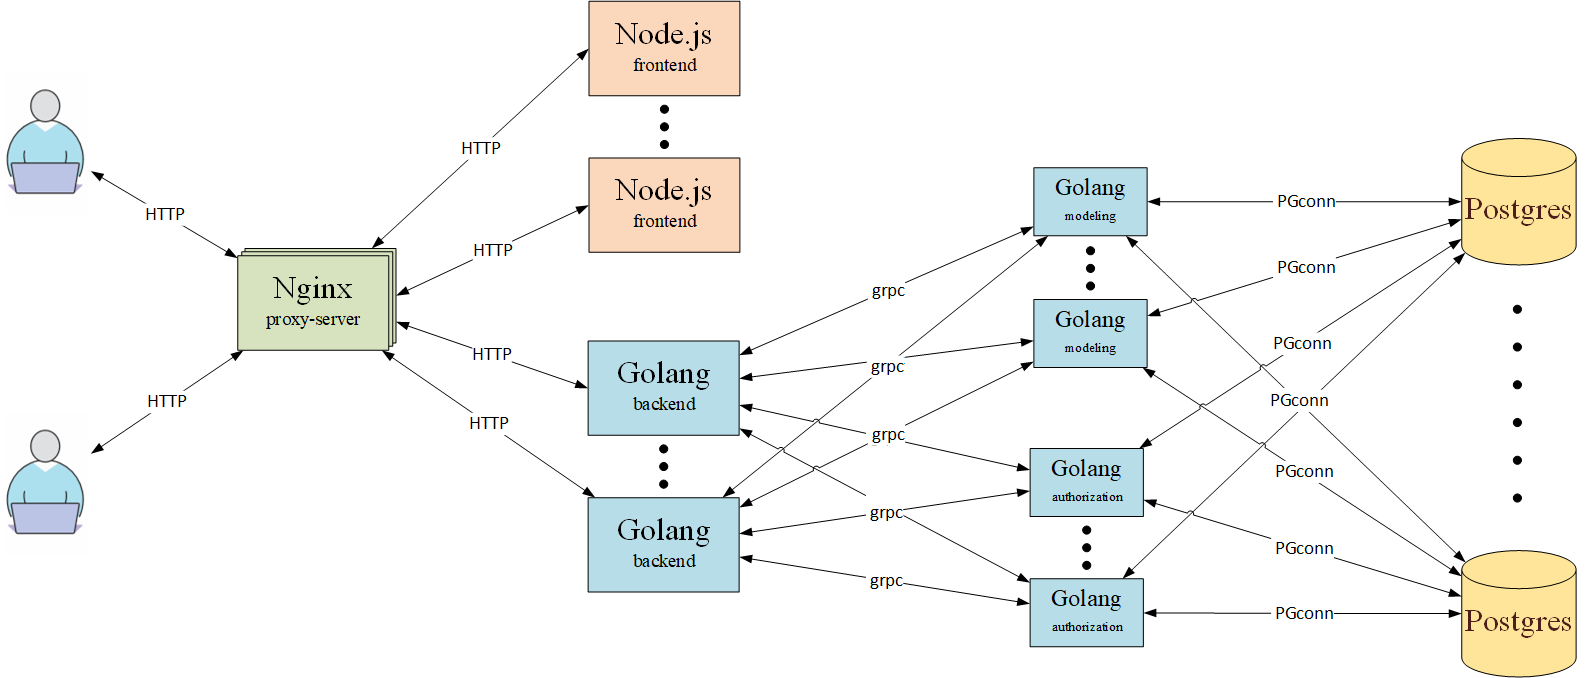 Node.js
frontend
HTTP
Node.js
frontend
HTTP
HTTP
Nginx
proxy-server
HTTP
HTTP
HTTP
Golang
backend
Golang
backend
grpc
grpc
grpc
grpc
grpc
Golang
modeling
Golang
modeling
Golang
authorization
Golang
authorization
PGconn
PGconn
PGconn
PGconn
PGconn
PGconn
PGconn
Postgres
Postgres